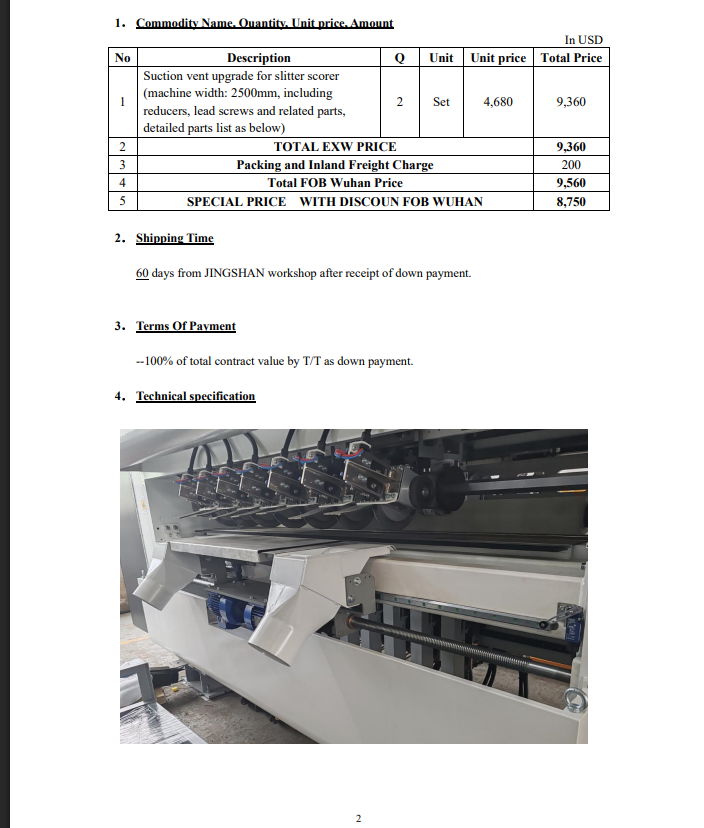 1. Commodity Name, Quantity, Unit price, Amount
In USD
No Description Q Unit Unit price Total Price
1 Suction vent upgrade for slitter scorer
(machine width: 2500mm, including
reducers, lead screws and related parts,
detailed parts list as below) 2 Set 4,680 9,360
2 TOTAL EXW PRICE 9,360
3 Packing and Inland Freight Charge 200
4 Total FOB Wuhan Price 9,560
5 SPECIAL PRICE WITH DISCOUN FOB WUHAN 8,750
2. Shipping Time
60 days from JINGSHAN workshop after receipt of down payment.
3. Terms Of Payment
--100% of total contract value by T/T as down payment.
4. Technical specification
2